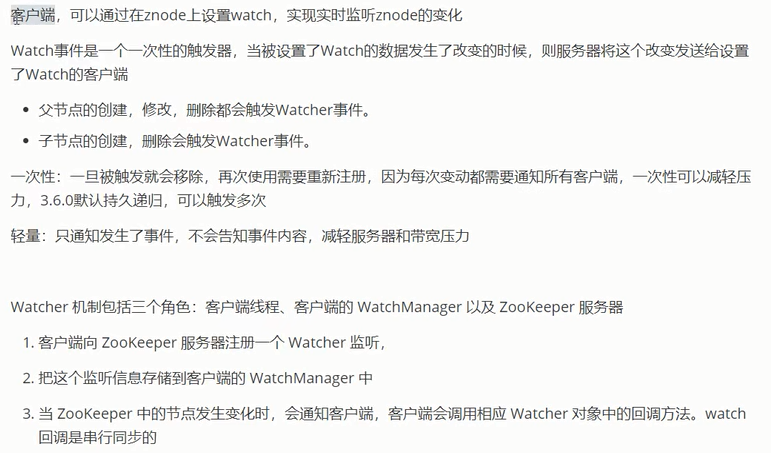 客户端，可以通过在znode上设置watch，实现实时监听znode的变化
Watch事件是一个一次性的触发器，当被设置了Watch的数据发生了改变的时候，则服务器将这个改变发送给设置
了Watch的客户端
• 父节点的创建，修改，删除都会触发Watcher事件。
• 子节点的创建，删除会触发Watcher事件。
一次性：一旦被触发就会移除，再次使用需要重新注册，因为每次变动都需要通知所有客户端，一次性可以减轻压
力，3.6.0默认持久递归，可以触发多次
轻量：只通知发生了事件，不会告知事件内容，减轻服务器和带宽压力
Watcher 机制包括三个角色：客户端线程、客户端的 WatchManager 以及 ZooKeeper 服务器
1. 客户端向 ZooKeeper 服务器注册一个 Watcher 监听，
2. 把这个监听信息存储到客户端的 WatchManager 中
3. 当 ZooKeeper 中的节点发生变化时，会通知客户端，客户端会调用相应 Watcher 对象中的回调方法。watch
回调是串行同步的